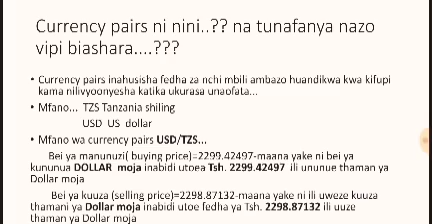 Currency pairs ni nini..?? na tunafanya nazo
vipi biashara....???
• Currency pairs inahusisha fedha za nchi mbili ambazo huandikwa kwa kifupi
kama nilivyoonyesha katika ukurasa unaofata...
• Mfano... TZS Tanzania shiling
USD US dollar
• Mfano wa currency pairs USD/TZS...
Bei ya manunuzi( buying price)=2299.42497-maana yake ni bei ya
kununua DOLLAR moja inabidi utoea Tsh. 2299.42497 ili ununue thaman ya
Dollar moja
Bei ya kuuza (selling price)=2298.87132-maana yake ni ili uweze kuuza
thamani ya Dollar moja inabidi utoe fedha ya Tsh. 2298.87132 ili uuze
thaman ya Dollar moja